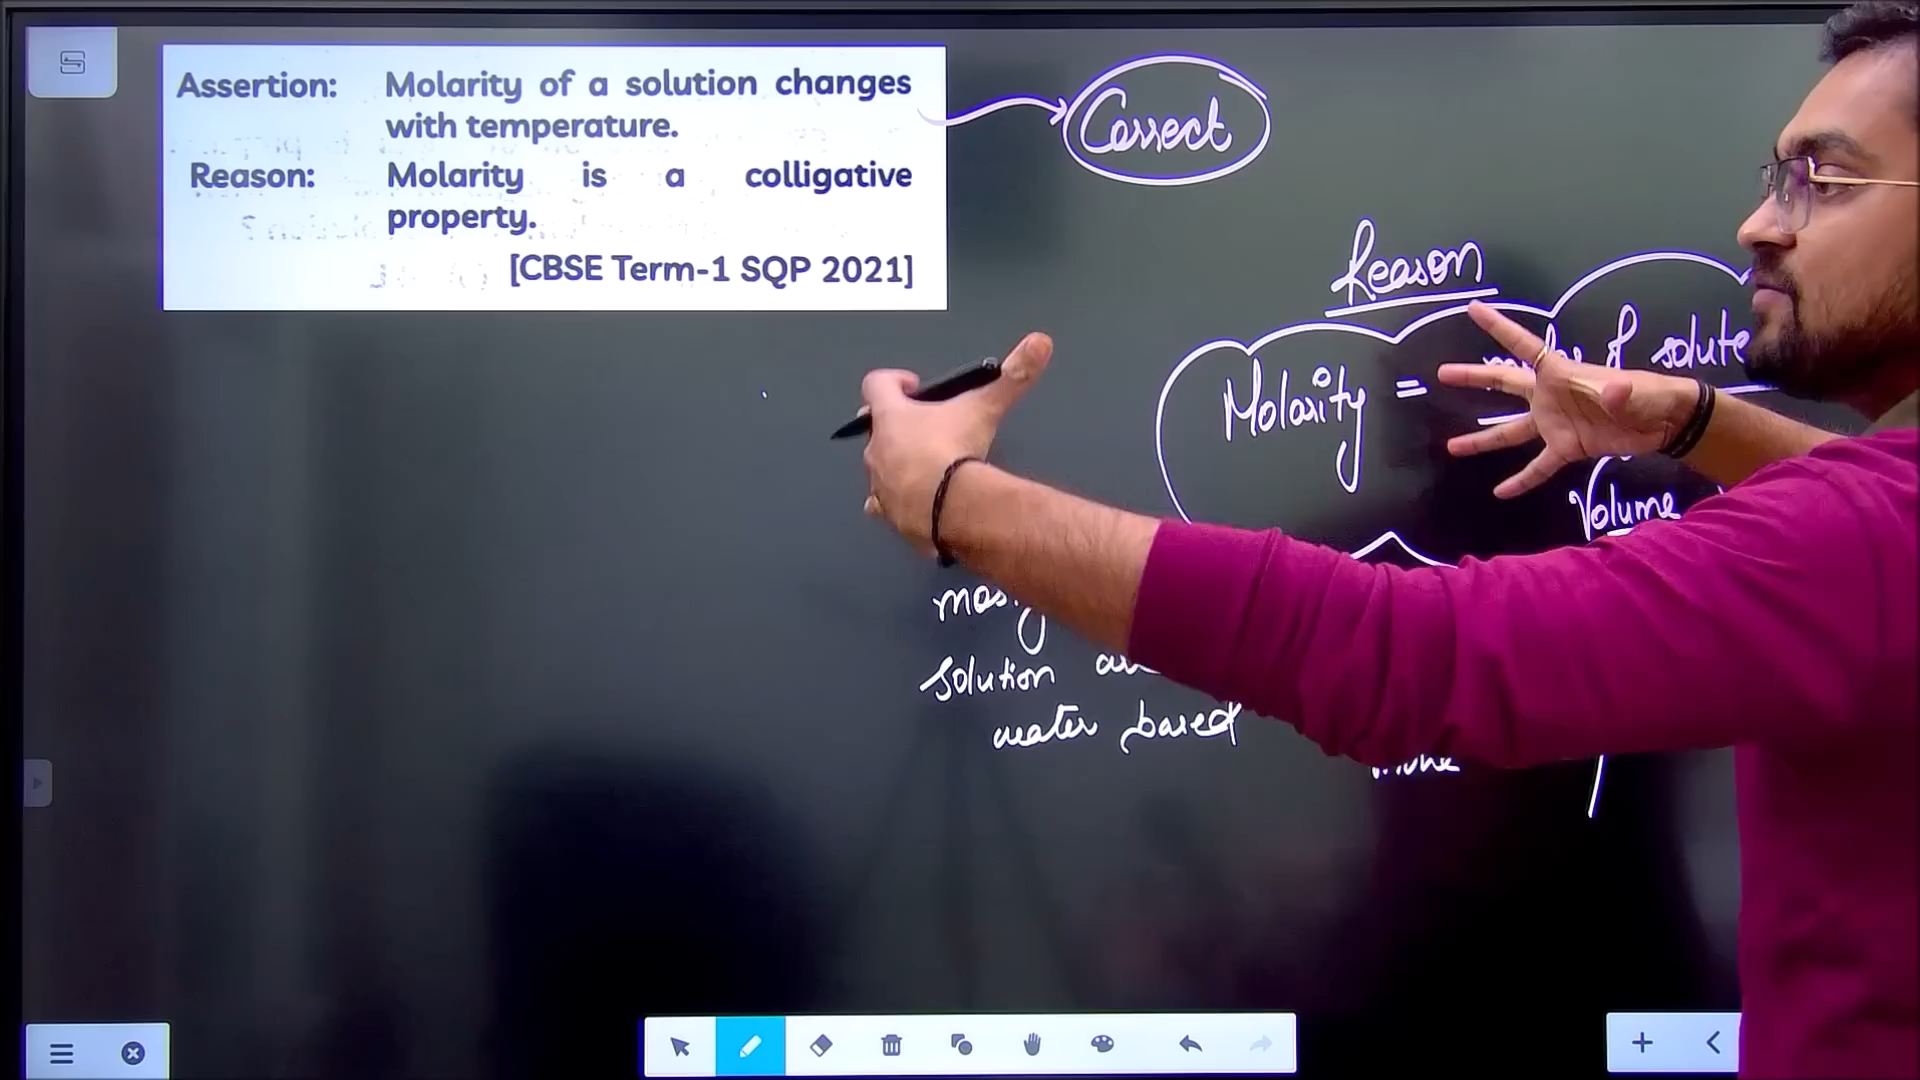 Assertion: Molarity of a solution changes
with temperature.
Reason: Molarity is a colligative
property.
[CBSE Term-1 SQP 2021]
Correct
Reason
Molarity = of solute
Volume
solution
water based